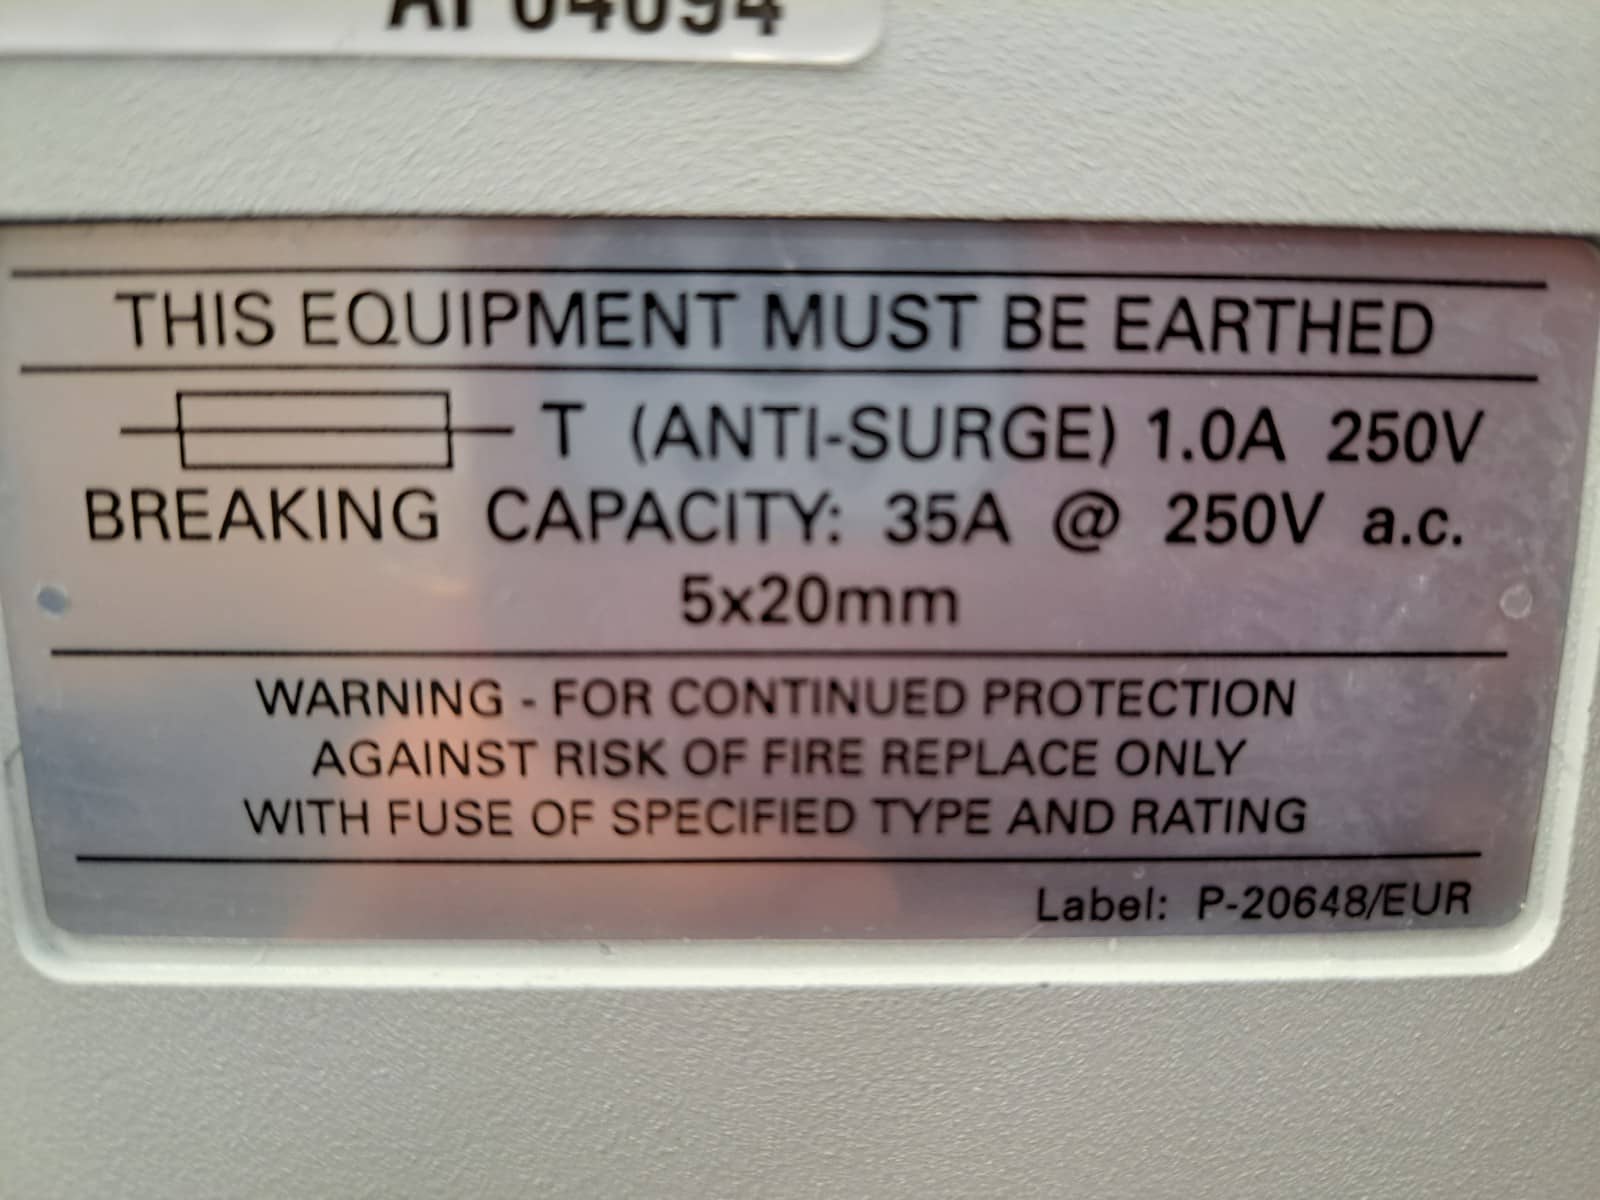 THIS EQUIPMENT MUST BE EARTHED
T (ANTI-SURGE) 1.0A 250V
BREAKING CAPACITY: 35A @ 250V a.c.
5x20mm
WARNING - FOR CONTINUED PROTECTION
AGAINST RISK OF FIRE REPLACE ONLY
WITH FUSE OF SPECIFIED TYPE AND RATING
Label: P-20648/EUR